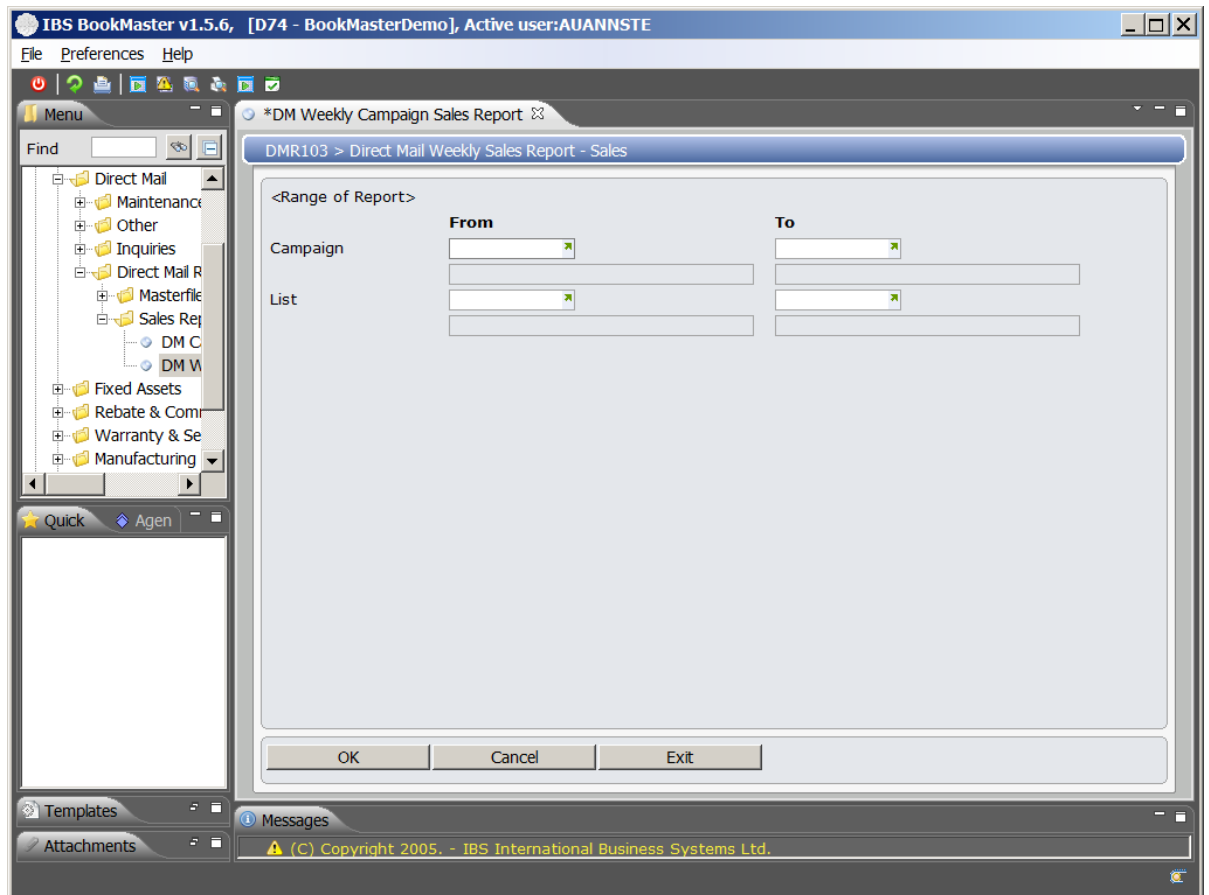 IBS BookMaster v1.5.6, [D74 - BookMasterDemo], Active user:AUANNSTE
File Preferences Help
Menu
*DM Weekly Campaign Sales Report
Find
DMR103 > Direct Mail Weekly Sales Report - Sales
Direct Mail
Maintenance
Other
Inquiries
Direct Mail R
Masterfile
Sales Rep
DM C
DM W
Fixed Assets
Rebate & Com
Warranty & Se
Manufacturing
<Range of Report>
From To
Campaign
List
OK Cancel Exit
Quick Agen
Templates
Attachments
Messages
(C) Copyright 2005. - IBS International Business Systems Ltd.